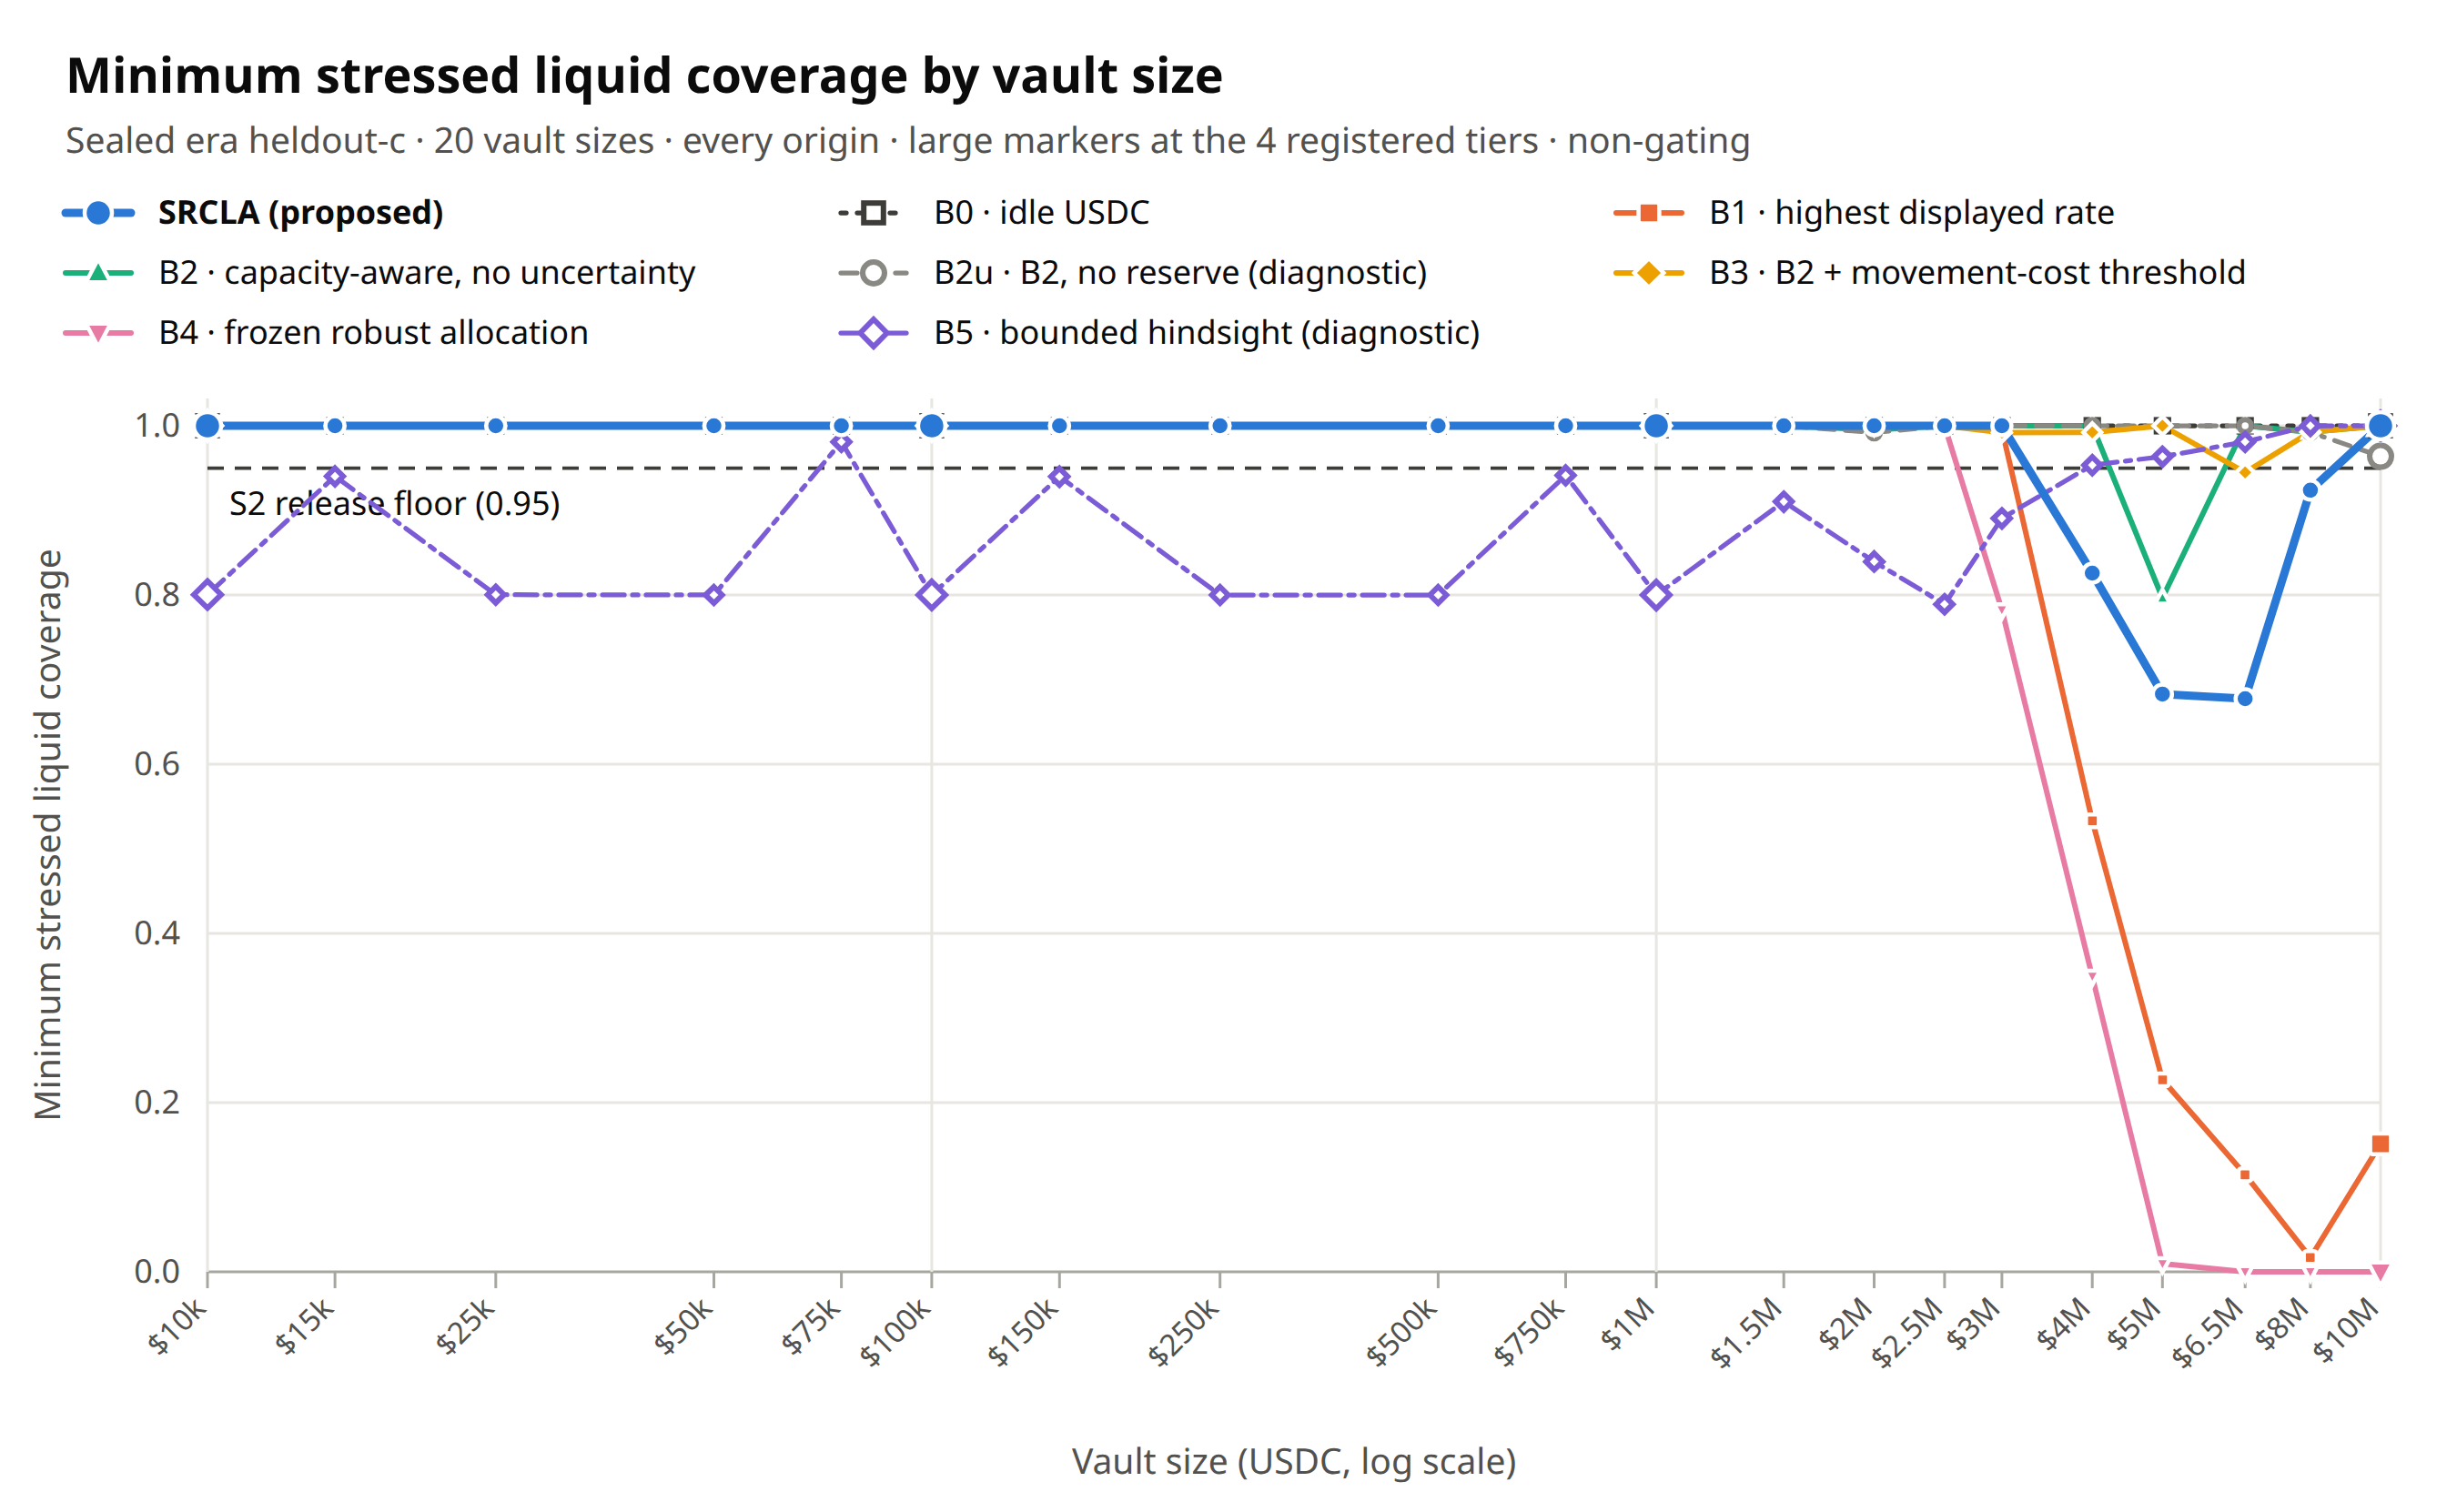 Minimum stressed liquid coverage by vault size
Sealed era heldout-c · 20 vault sizes · every origin · large markers at the 4 registered tiers · non-gating
SRCLA (proposed)
B0 · idle USDC
B1 · highest displayed rate
B2 · capacity-aware, no uncertainty
B2u · B2, no reserve (diagnostic)
B3 · B2 + movement-cost threshold
B4 · frozen robust allocation
B5 · bounded hindsight (diagnostic)
Minimum stressed liquid coverage
1.0
0.8
0.6
0.4
0.2
0.0
S2 release floor (0.95)
$10k
$15k
$25k
$50k
$75k
$100k
$150k
$250k
$500k
$750k
$1M
$1.5M
$2M
$2.5M
$3M
$4M
$5M
$6.5M
$8M
$10M
Vault size (USDC, log scale)